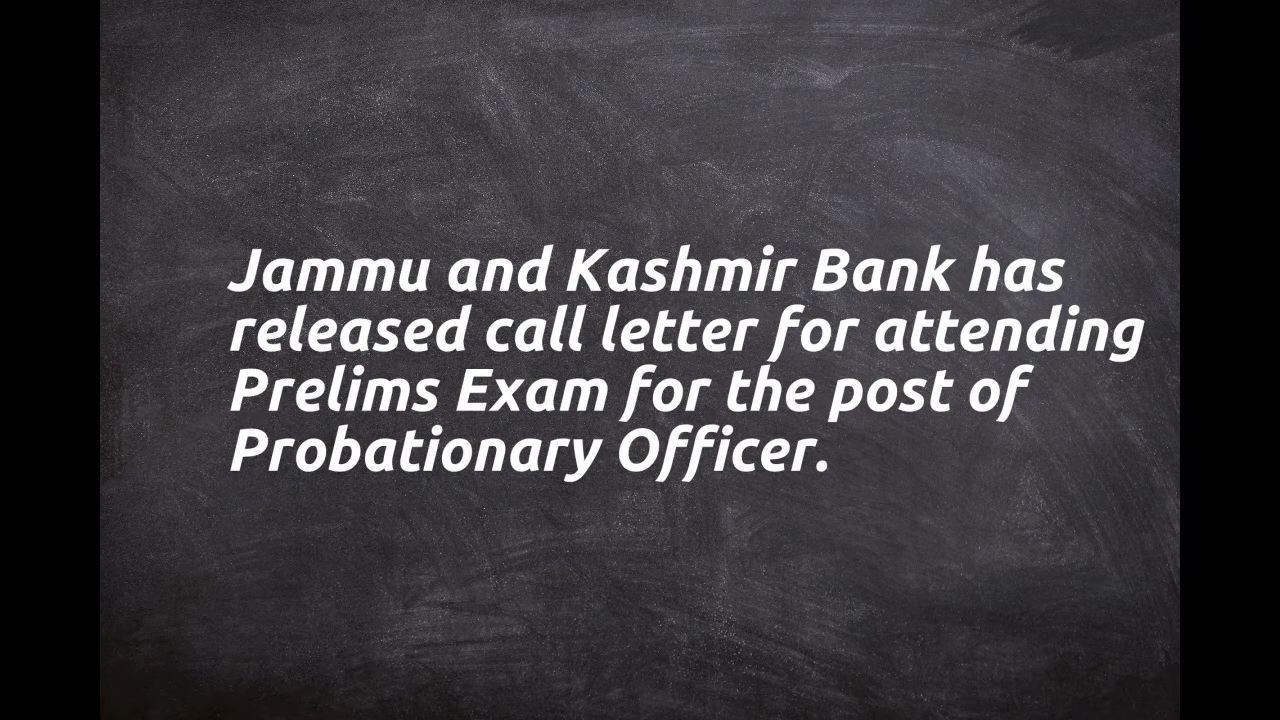 Jammu and Kashmir Bank has
released call letter for attending
Prelims Exam for the post of
Probationary Officer.